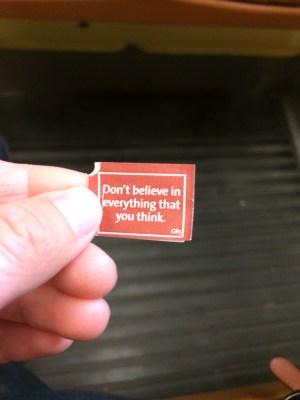 Don't believe in
everything that
you think.